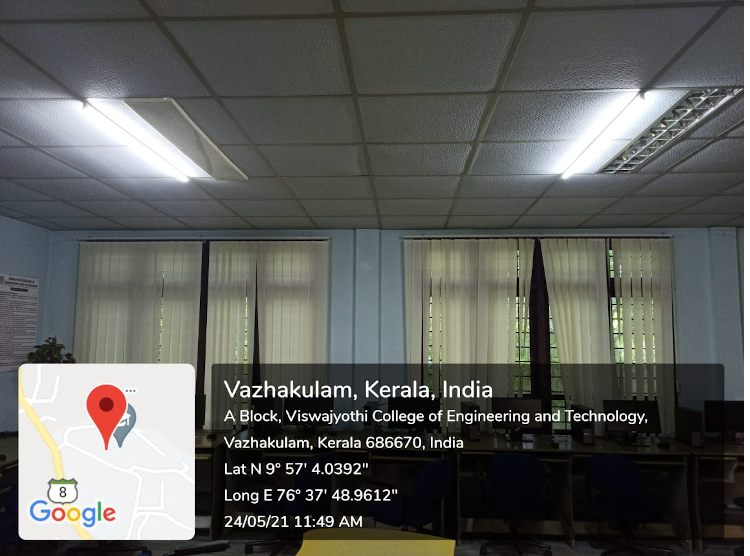 Vazhakulam, Kerala, India
A Block, Viswajyothi College of Engineering and Technology,
Vazhakulam, Kerala 686670, India
Lat N 9° 57' 4.0392"
Long E 76° 37' 48.9612"
24/05/21 11:49 AM
8
Google